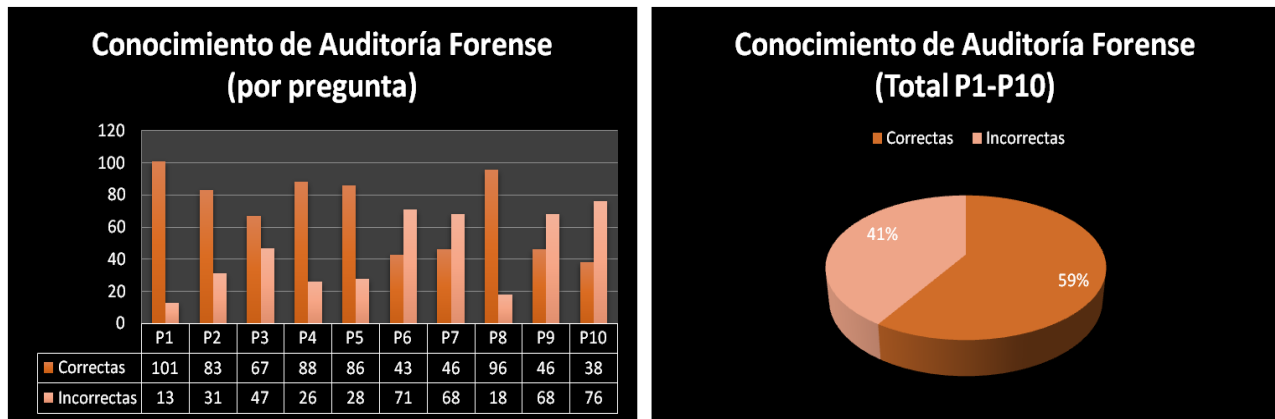 Conocimiento de Auditoría Forense
(por pregunta)
120
100
80
60
40
20
0
P1 P2 P3 P4 P5 P6 P7 P8 P9 P10
Correctas 101 83 67 88 86 43 46 96 46 38
Incorrectas 13 31 47 26 28 71 68 18 68 76
Conocimiento de Auditoría Forense
(Total P1-P10)
Correctas Incorrectas
41%
59%